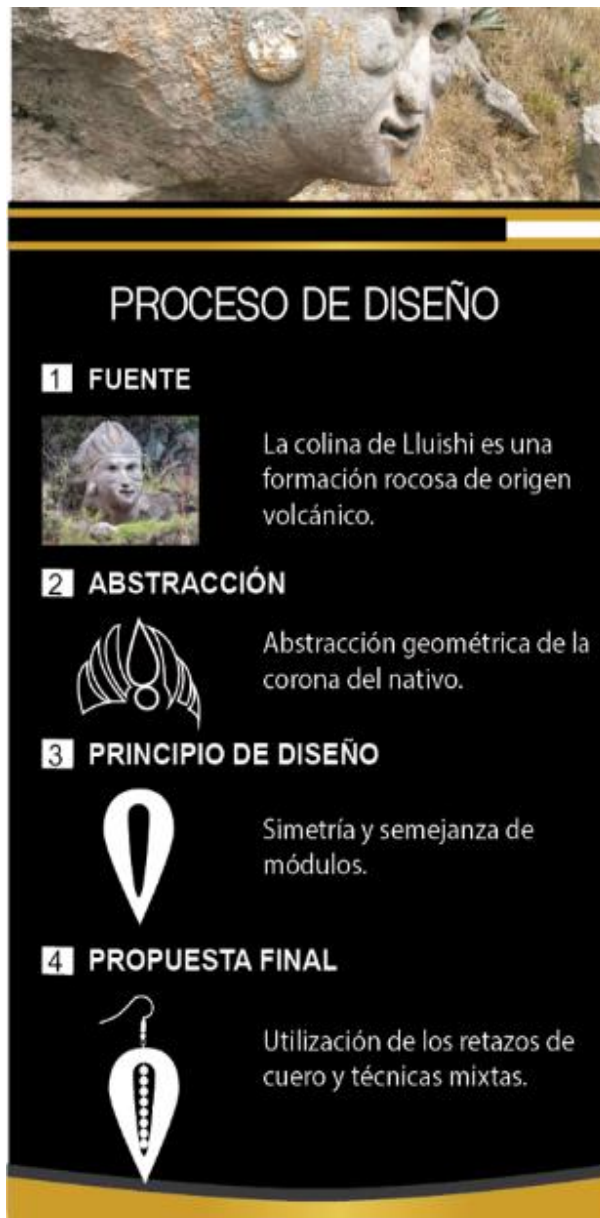 PROCESO DE DISEÑO
1 FUENTE
La colina de Lluishi es una
formación rocosa de origen
volcánico.
2 ABSTRACCIÓN
Abstracción geométrica de la
corona del nativo.
3 PRINCIPIO DE DISEÑO
Simetría y semejanza de
módulos.
4 PROPUESTA FINAL
Utilización de los retazos de
cuero y técnicas mixtas.